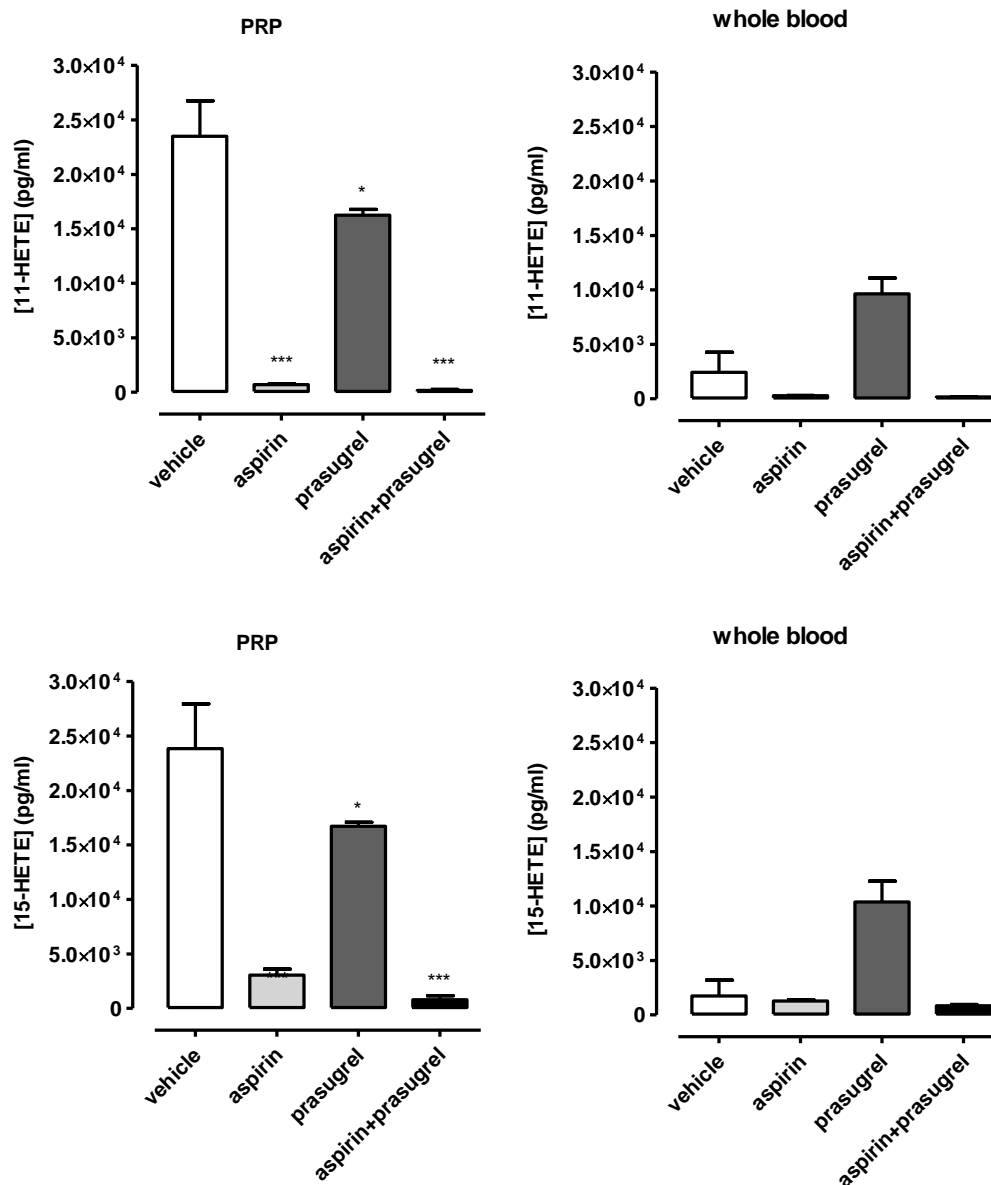 PRP
[11-HETE] (pg/ml)
3.0×10⁴
2.5×10⁴
2.0×10⁴
1.5×10⁴
1.0×10⁴
5.0×10³
0
***
*
***
vehicle
aspirin
prasugrel
aspirin+prasugrel
whole blood
[11-HETE] (pg/ml)
3.0×10⁴
2.5×10⁴
2.0×10⁴
1.5×10⁴
1.0×10⁴
5.0×10³
0
vehicle
aspirin
prasugrel
aspirin+prasugrel
PRP
[15-HETE] (pg/ml)
3.0×10⁴
2.5×10⁴
2.0×10⁴
1.5×10⁴
1.0×10⁴
5.0×10³
0
***
*
***
vehicle
aspirin
prasugrel
aspirin+prasugrel
whole blood
[15-HETE] (pg/ml)
3.0×10⁴
2.5×10⁴
2.0×10⁴
1.5×10⁴
1.0×10⁴
5.0×10³
0
vehicle
aspirin
prasugrel
aspirin+prasugrel